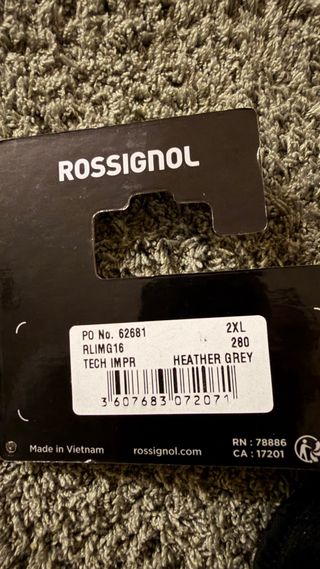 ROSSIGNOL
PO No. 62681 2XL
RLIMG16 280
TECH IMPR HEATHER GREY
3 607683 072071
Made in Vietnam rossignol.com RN : 78886
CA : 17201